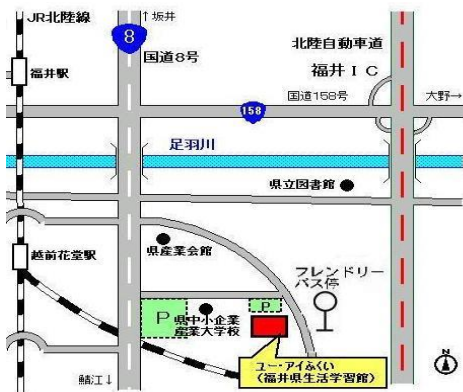 JR北陸線
↑坂井
8
国道8号
北陸自動車道
福井駅
福井IC
国道158号
大野→
158
足羽川
県立図書館
県産業会館
越前花堂駅
フレンドリー
バス停
P
県中小企業
産業大学校
P
ユー・アイふくい
(福井県生活学習館)
鯖江↓
N